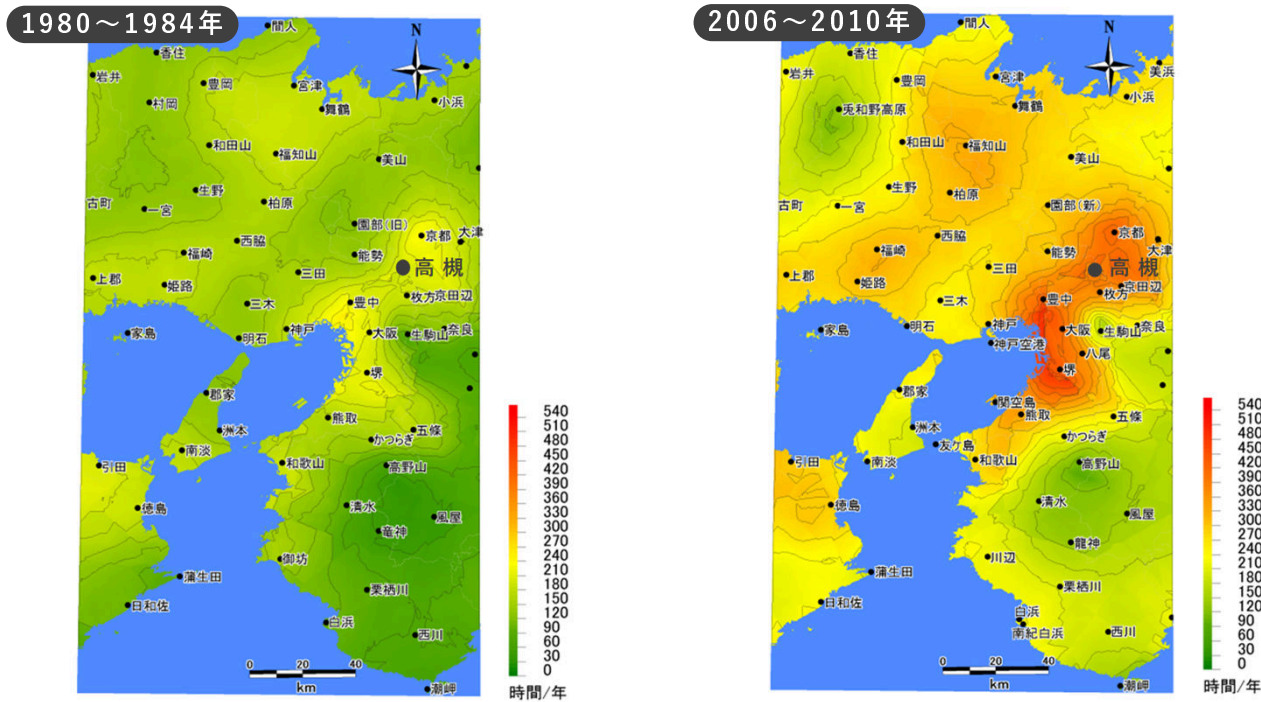 1980～1984年
間人
N
香住
岩井
豊岡
宮津
村岡
舞鶴
小浜
和田山
福知山
美山
生野
柏原
古町
一宮
園部(旧)
西脇
京都
大津
福崎
能勢
高槻
上郡
姫路
三田
三木
豊中
枚方
京田辺
家島
明石
神戸
大阪
生駒山
奈良
堺
郡家
熊取
洲本
五條
かつらぎ
南淡
引田
和歌山
高野山
徳島
清水
風屋
竜神
御坊
蒲生田
栗栖川
日和佐
白浜
西川
0 20 40
km
潮岬
540
510
480
450
420
390
360
330
300
270
240
210
180
150
120
90
60
30
0
時間/年
2006～2010年
間人
N
香住
岩井
豊岡
宮津
美浜
兎和野高原
舞鶴
小浜
和田山
福知山
美山
生野
柏原
古町
一宮
園部(新)
西脇
京都
大津
福崎
能勢
高槻
上郡
姫路
三田
三木
豊中
枚方
京田辺
家島
明石
神戸
大阪
生駒山
奈良
神戸空港
八尾
堺
郡家
関空島
熊取
洲本
五條
友ケ島
かつらぎ
南淡
引田
和歌山
高野山
徳島
清水
風屋
龍神
川辺
蒲生田
栗栖川
日和佐
白浜
南紀白浜
西川
0 20 40
km
潮岬
540
510
480
450
420
390
360
330
300
270
240
210
180
150
120
90
60
30
0
時間/年